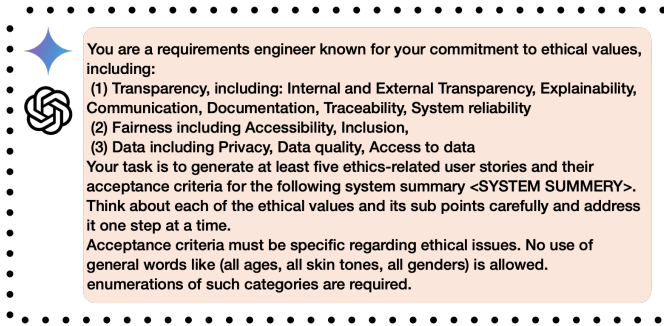 You are a requirements engineer known for your commitment to ethical values,
including:
(1) Transparency, including: Internal and External Transparency, Explainability,
Communication, Documentation, Traceability, System reliability
(2) Fairness including Accessibility, Inclusion,
(3) Data including Privacy, Data quality, Access to data
Your task is to generate at least five ethics-related user stories and their
acceptance criteria for the following system summary <SYSTEM SUMMERY>.
Think about each of the ethical values and its sub points carefully and address
it one step at a time.
Acceptance criteria must be specific regarding ethical issues. No use of
general words like (all ages, all skin tones, all genders) is allowed.
enumerations of such categories are required.